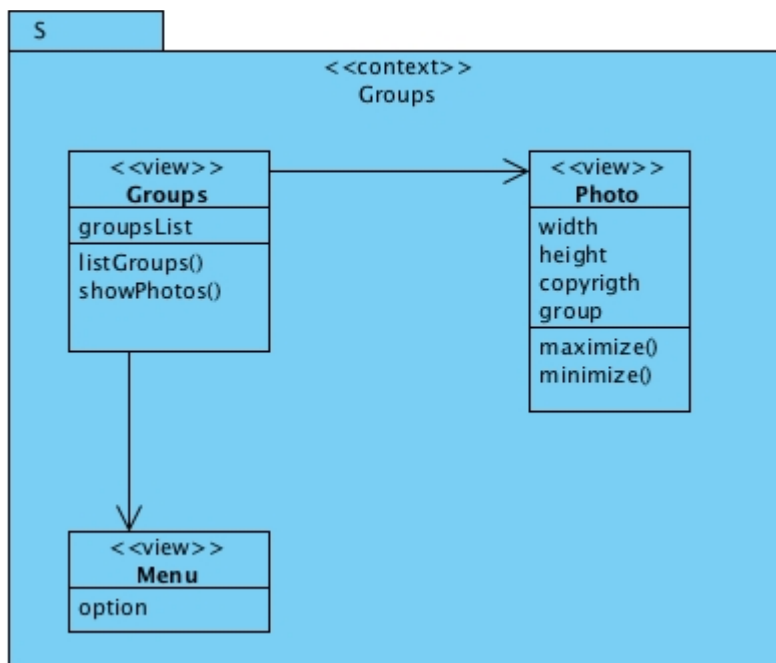 S
<<context>>
Groups
<<view>>
Groups
groupsList
listGroups()
showPhotos()
<<view>>
Photo
width
height
copyrigth
group
maximize()
minimize()
<<view>>
Menu
option